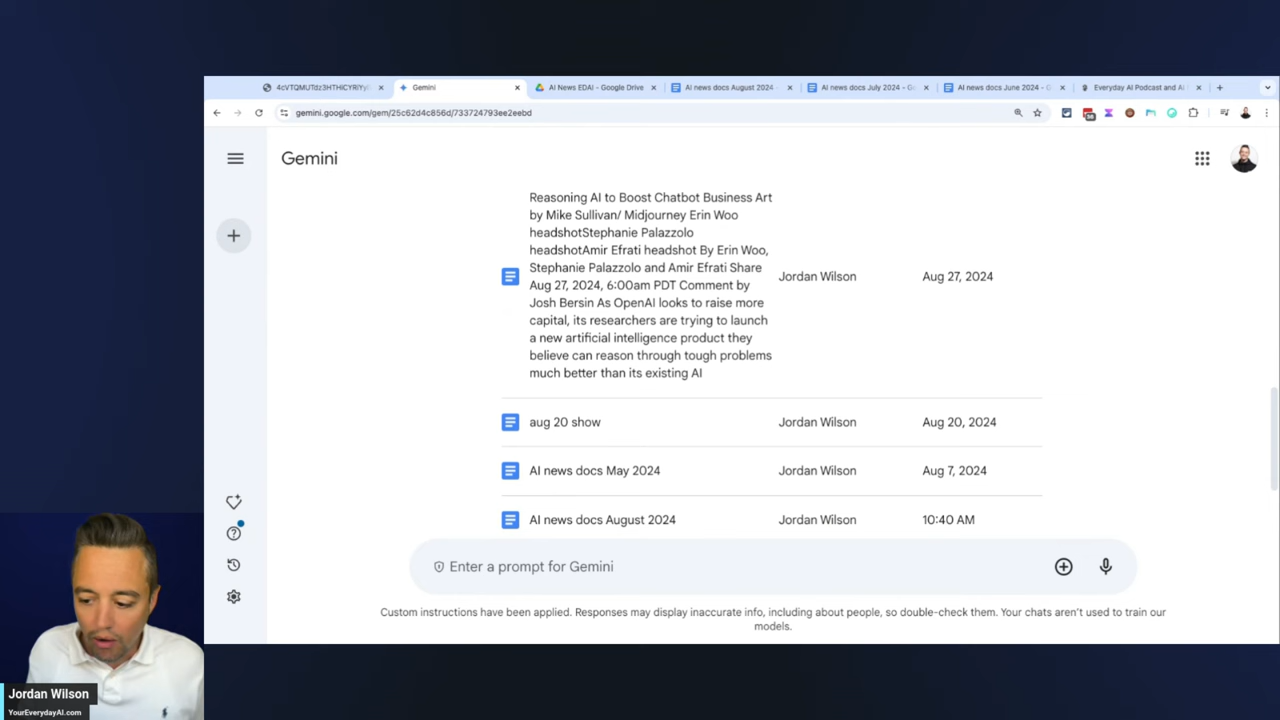 4cVTQMUTdz3HTHICYRlYy
Gemini
AI News EDAI - Google Drive
AI news docs August 2024 -
AI news docs July 2024 - G
AI news docs June 2024 - G
Everyday AI Podcast and AI
gemini.google.com/gem/25c62d4c856d/733724793ee2eebd
Gemini
Reasoning AI to Boost Chatbot Business Art
by Mike Sullivan/ Midjourney Erin Woo
headshotStephanie Palazzolo
headshotAmir Efrati headshot By Erin Woo,
Stephanie Palazzolo and Amir Efrati Share
Aug 27, 2024, 6:00am PDT Comment by
Josh Bersin As OpenAI looks to raise more
capital, its researchers are trying to launch
a new artificial intelligence product they
believe can reason through tough problems
much better than its existing AI
Jordan Wilson
Aug 27, 2024
aug 20 show
Jordan Wilson
Aug 20, 2024
AI news docs May 2024
Jordan Wilson
Aug 7, 2024
AI news docs August 2024
Jordan Wilson
10:40 AM
Enter a prompt for Gemini
Custom instructions have been applied. Responses may display inaccurate info, including about people, so double-check them. Your chats aren't used to train our
models.
Jordan Wilson
YourEverydayAI.com